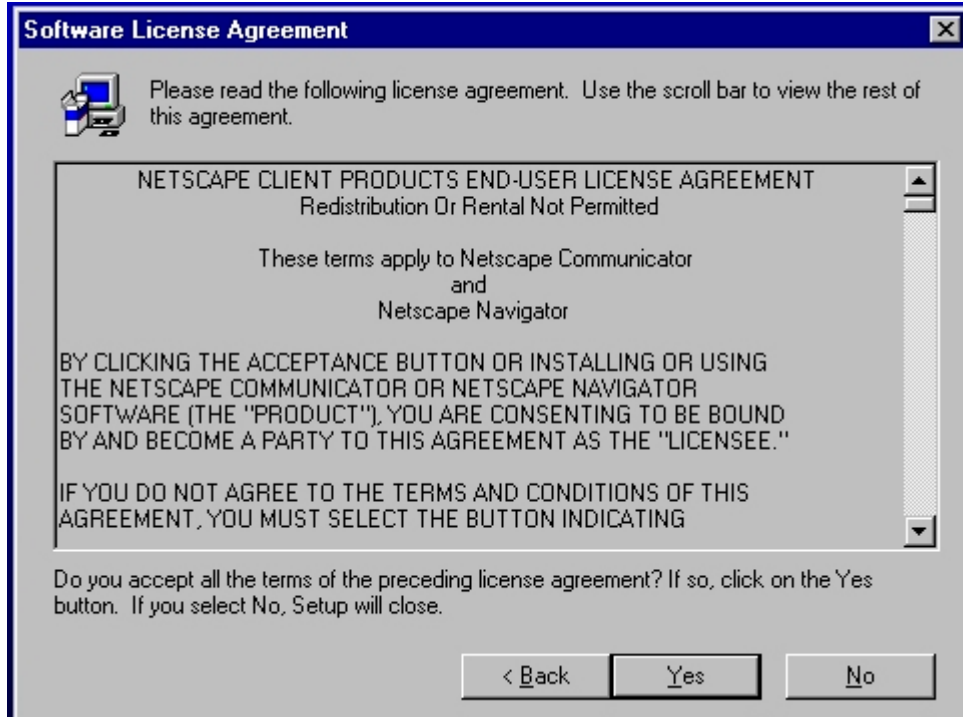 Software License Agreement
Please read the following license agreement.  Use the scroll bar to view the rest of
this agreement.
NETSCAPE CLIENT PRODUCTS END-USER LICENSE AGREEMENT
Redistribution Or Rental Not Permitted
These terms apply to Netscape Communicator
and
Netscape Navigator
BY CLICKING THE ACCEPTANCE BUTTON OR INSTALLING OR USING
THE NETSCAPE COMMUNICATOR OR NETSCAPE NAVIGATOR
SOFTWARE (THE "PRODUCT"), YOU ARE CONSENTING TO BE BOUND
BY AND BECOME A PARTY TO THIS AGREEMENT AS THE "LICENSEE."
IF YOU DO NOT AGREE TO THE TERMS AND CONDITIONS OF THIS
AGREEMENT, YOU MUST SELECT THE BUTTON INDICATING
Do you accept all the terms of the preceding license agreement? If so, click on the Yes
button.  If you select No, Setup will close.
< Back
Yes
No